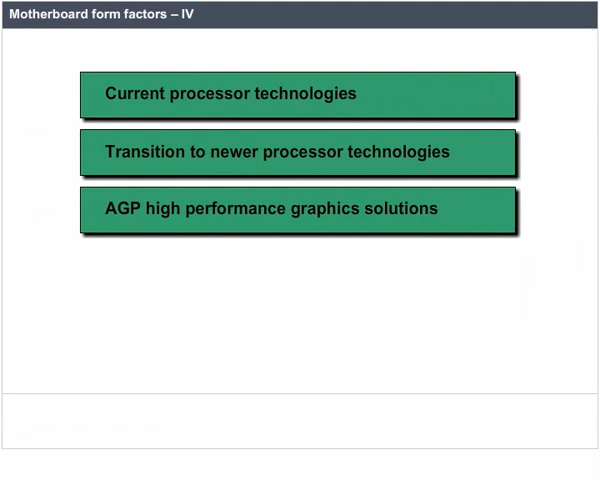 Motherboard form factors – IV
Current processor technologies
Transition to newer processor technologies
AGP high performance graphics solutions